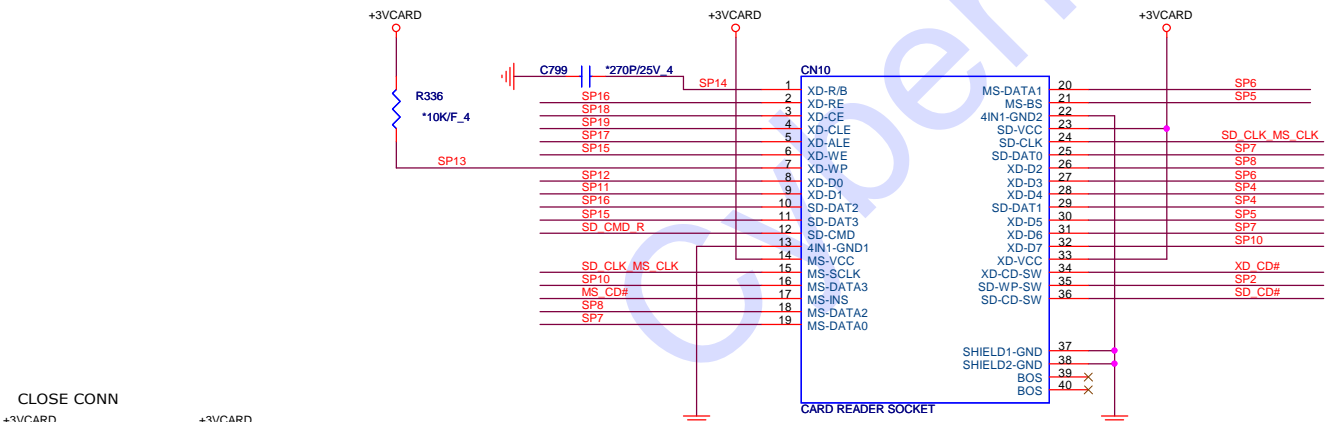 +3VCARD +3VCARD +3VCARD
C799 *270P/25V_4 CN10
R336
*10K/F_4
SP14 1 XD-R/B MS-DATA1 20 SP6
SP16 2 XD-RE MS-BS 21 SP5
SP18 3 XD-CE 4IN1-GND2 22
SP19 4 XD-CLE SD-VCC 23
SP17 5 XD-ALE SD-CLK 24 SD_CLK_MS_CLK
SP15 6 XD-WE SD-DAT0 25 SP7
SP13 7 XD-WP XD-D2 26 SP8
SP12 8 XD-D0 XD-D3 27 SP6
SP11 9 XD-D1 XD-D4 28 SP4
SP16 10 SD-DAT2 SD-DAT1 29 SP4
SP15 11 SD-DAT3 XD-D5 30 SP5
SD_CMD_R 12 SD-CMD XD-D6 31 SP7
13 4IN1-GND1 XD-D7 32 SP10
14 MS-VCC XD-VCC 33
SD_CLK_MS_CLK 15 MS-SCLK XD-CD-SW 34 XD_CD#
SP10 16 MS-DATA3 SD-WP-SW 35 SP2
MS_CD# 17 MS-INS SD-CD-SW 36 SD_CD#
SP8 18 MS-DATA2
SP7 19 MS-DATA0
SHIELD1-GND 37
SHIELD2-GND 38
BOS 39
BOS 40
CARD READER SOCKET
CLOSE CONN
+3VCARD +3VCARD
Cyber